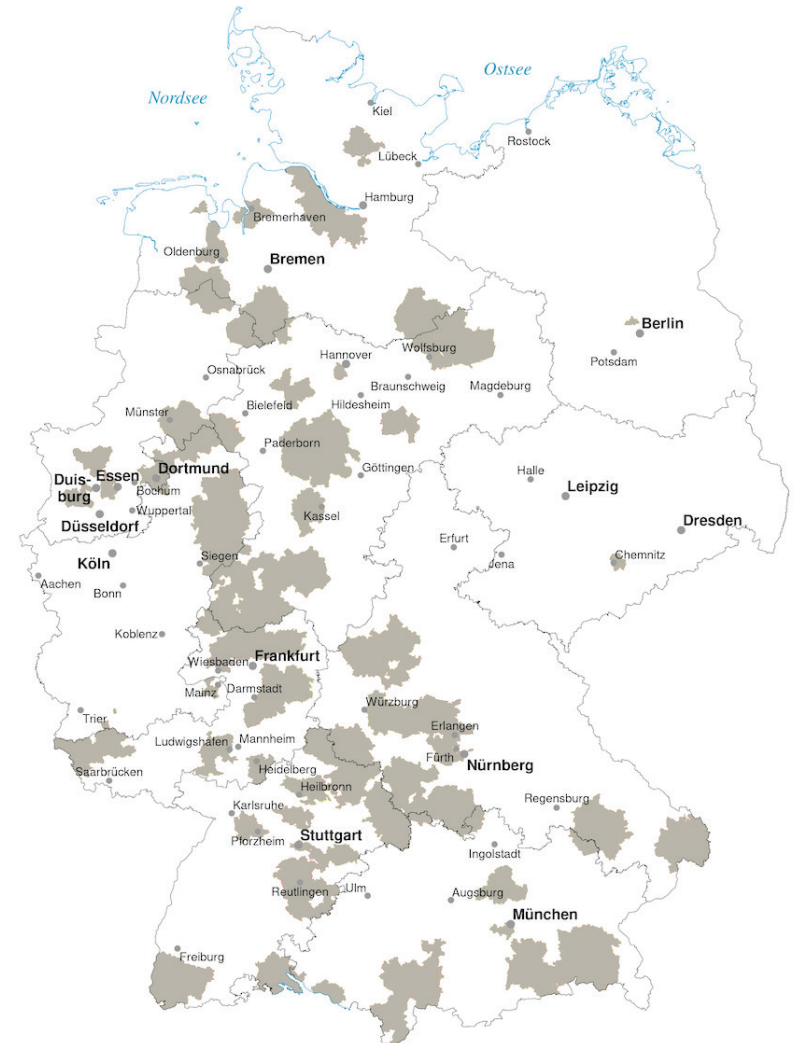 Ostsee
Nordsee
Kiel
Rostock
Lübeck
Hamburg
Bremerhaven
Oldenburg
Bremen
Berlin
Wolfsburg
Hannover
Potsdam
Osnabrück
Braunschweig
Magdeburg
Hildesheim
Bielefeld
Münster
Paderborn
Göttingen
Dortmund
Halle
Duis-
burg
Essen
Leipzig
Bochum
Wuppertal
Kassel
Düsseldorf
Dresden
Erfurt
Köln
Siegen
Jena
Chemnitz
Aachen
Bonn
Koblenz
Frankfurt
Wiesbaden
Mainz
Darmstadt
Würzburg
Trier
Erlangen
Ludwigshafen
Mannheim
Fürth
Nürnberg
Saarbrücken
Heidelberg
Heilbronn
Regensburg
Karlsruhe
Stuttgart
Pforzheim
Ingolstadt
Reutlingen
Ulm
Augsburg
München
Freiburg